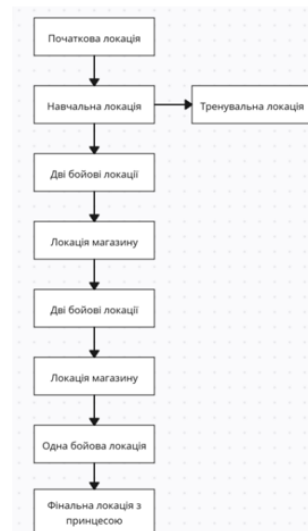 Початкова локація
Навчальна локація
Тренувальна локація
Дві бойові локації
Локація магазину
Дві бойові локації
Локація магазину
Одна бойова локація
Фінальна локація з
принцесою